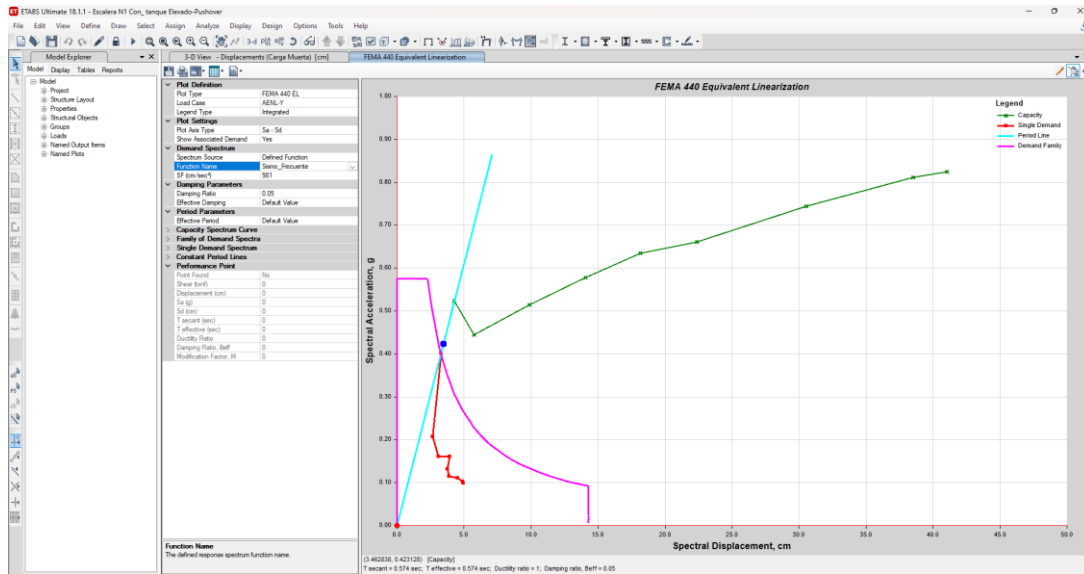 ETABS Ultimate 18.1.1 - Escalera N1 Con_ tanque Elevado-Pushover
File Edit View Define Draw Select Assign Analyze Display Design Options Tools Help
Model Explorer
3-D View - Displacements (Carga Muerta) [cm]
FEMA 440 Equivalent Linearization
Model Display Tables Reports
Model
Project
Structure Layout
Properties
Structural Objects
Groups
Loads
Named Output Items
Named Plots
Plot Definition
Plot Type FEMA 440 EL
Load Case AENL-Y
Legend Type Integrated
Plot Settings
Plot Axis Type Sa - Sd
Show Associated Demand Yes
Demand Spectrum
Spectrum Source Defined Function
Function Name Sismo_Frecuente
SF (cm/sec²) 981
Damping Parameters
Damping Ratio 0.05
Effective Damping Default Value
Period Parameters
Effective Period Default Value
Capacity Spectrum Curve
Family of Demand Spectra
Single Demand Spectrum
Constant Period Lines
Performance Point
Point Found No
Shear (tonf) 0
Displacement (cm) 0
Sa (g) 0
Sd (cm) 0
T secant (sec) 0
T effective (sec) 0
Ductility Ratio 0
Damping Ratio, Beff 0
Modification Factor, M 0
Function Name
The defined response spectrum function name.
FEMA 440 Equivalent Linearization
Legend
Capacity
Single Demand
Period Line
Demand Family
Spectral Acceleration, g
1.00
0.90
0.80
0.70
0.60
0.50
0.40
0.30
0.20
0.10
0.00
0.0 5.0 10.0 15.0 20.0 25.0 30.0 35.0 40.0 45.0 50.0
Spectral Displacement, cm
(3.462838, 0.423128) [Capacity]
T secant = 0.574 sec; T effective = 0.574 sec; Ductility ratio = 1; Damping ratio, Beff = 0.05